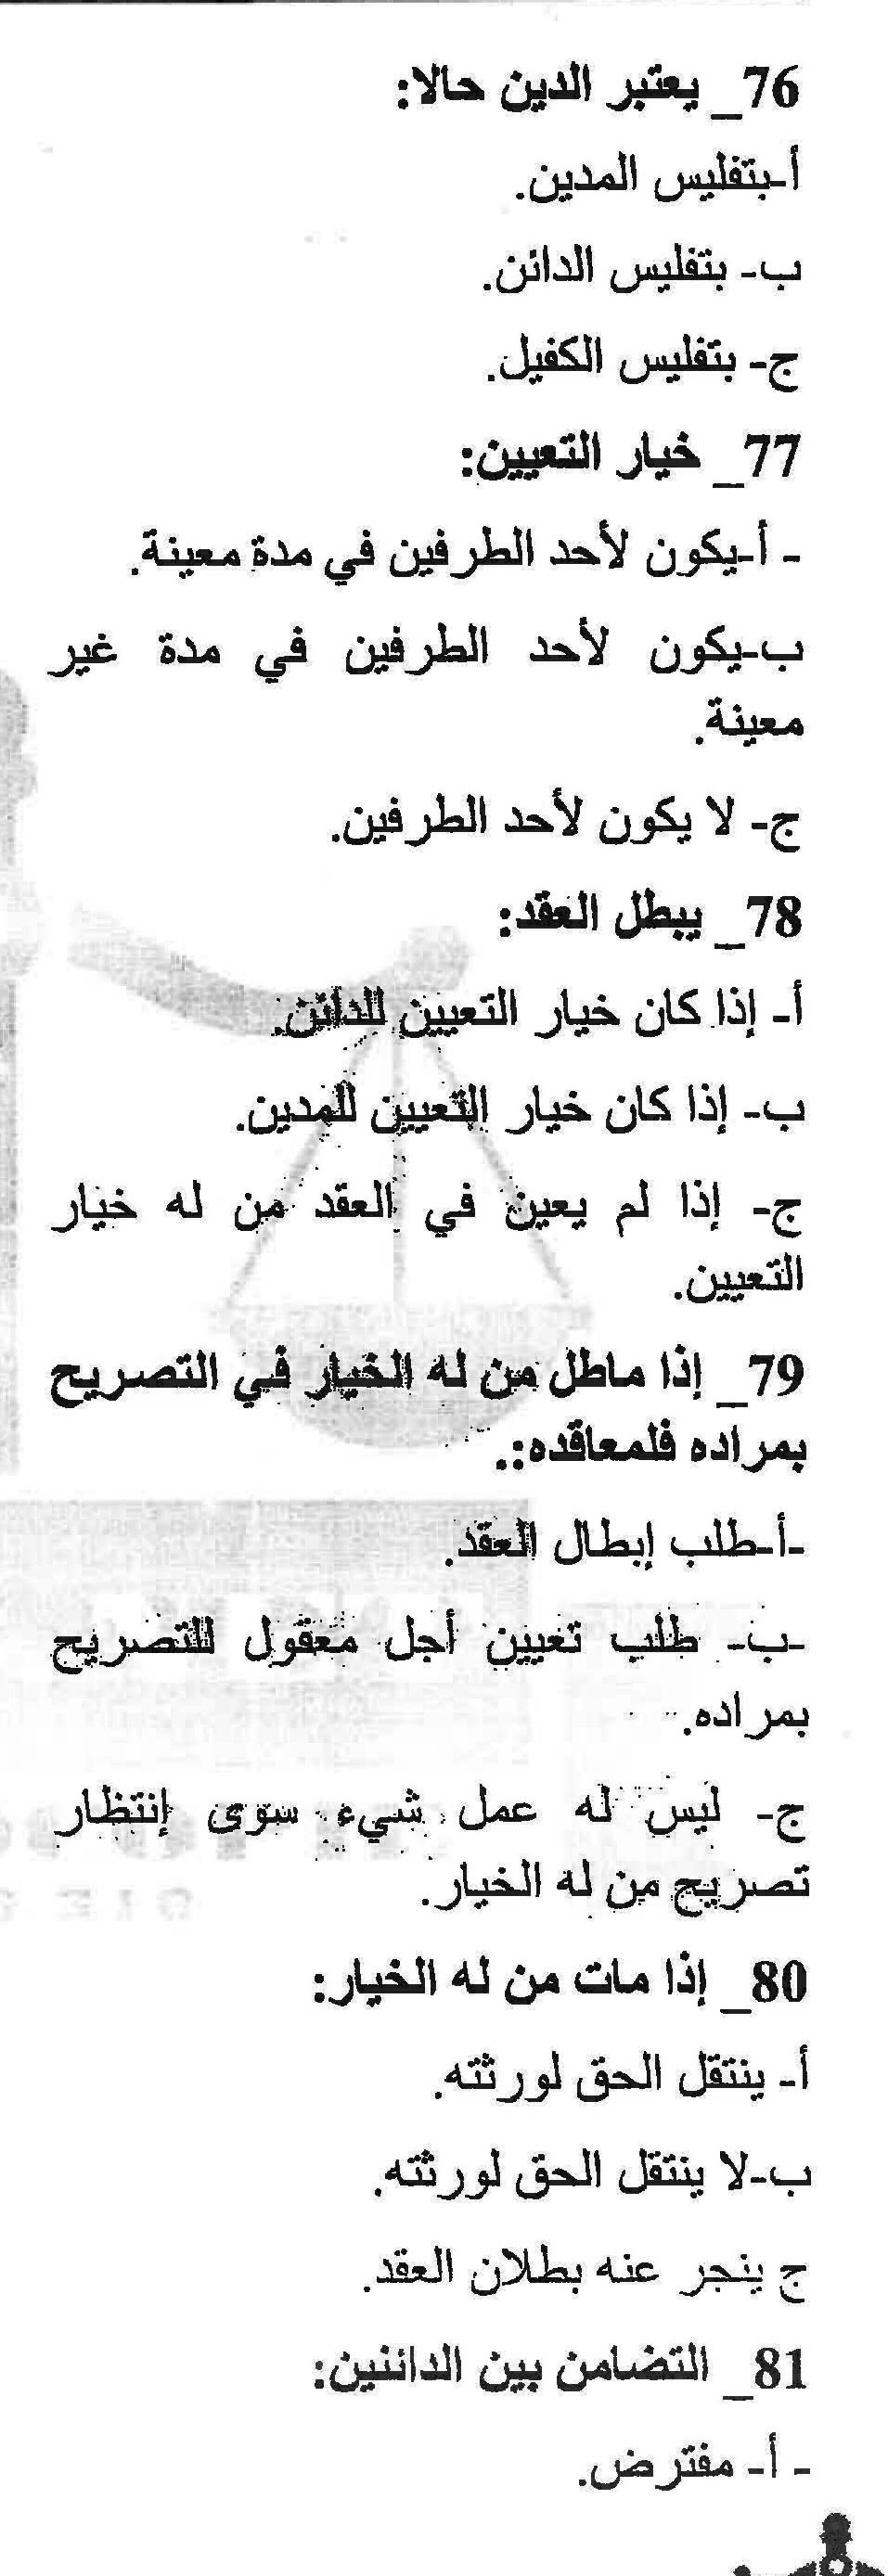 76_ يعتبر الدين حالا:
أ-بتفليس المدين.
ب- بتفليس الدائن.
ج- بتفليس الكفيل.
77_ خيار التعيين:
- أ-يكون لأحد الطرفين في مدة معينة.
ب-يكون لأحد الطرفين في مدة غير
معينة.
ج- لا يكون لأحد الطرفين.
78_ يبطل العقد:
أ- إذا كان خيار التعيين للدائن.
ب- إذا كان خيار التعيين للمدين.
ج- إذا لم يعين في العقد من له خيار
التعيين.
79_ إذا ماطل من له الخيار في التصريح
بمراده فلمعاقده:.
-أ-طلب إبطال العقد.
-ب- طلب تعيين أجل معقول للتصريح
بمراده.
ج- ليس له عمل شيء سوى إنتظار
تصريح من له الخيار.
80_ إذا مات من له الخيار:
أ- ينتقل الحق لورثته.
ب-لا ينتقل الحق لورثته.
ج ينجر عنه بطلان العقد.
81_ التضامن بين الدائنين:
- أ- مفترض.